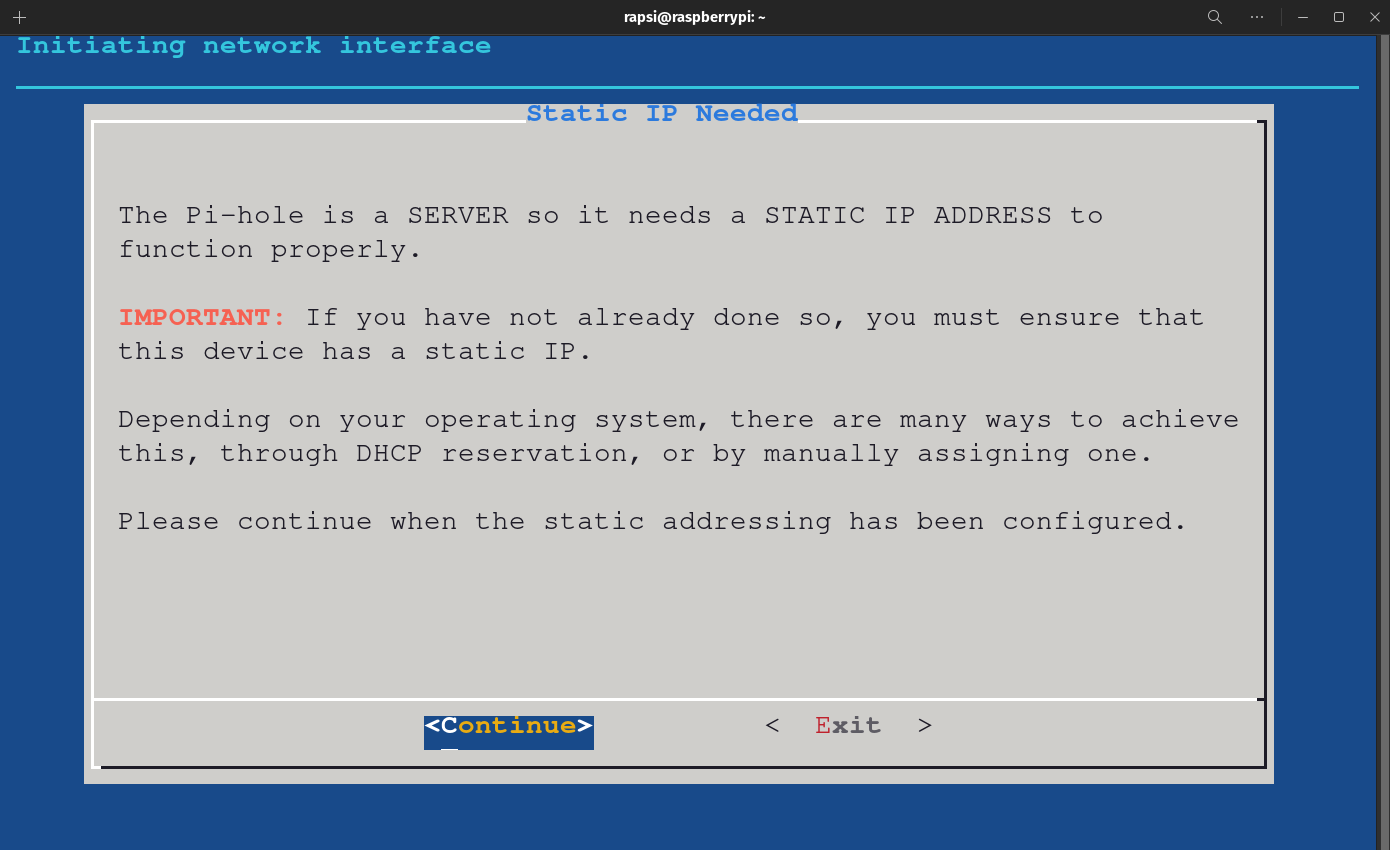 rapsi@raspberrypi: ~
Initiating network interface
Static IP Needed
The Pi-hole is a SERVER so it needs a STATIC IP ADDRESS to
function properly.
IMPORTANT: If you have not already done so, you must ensure that
this device has a static IP.
Depending on your operating system, there are many ways to achieve
this, through DHCP reservation, or by manually assigning one.
Please continue when the static addressing has been configured.
<Continue> < Exit >